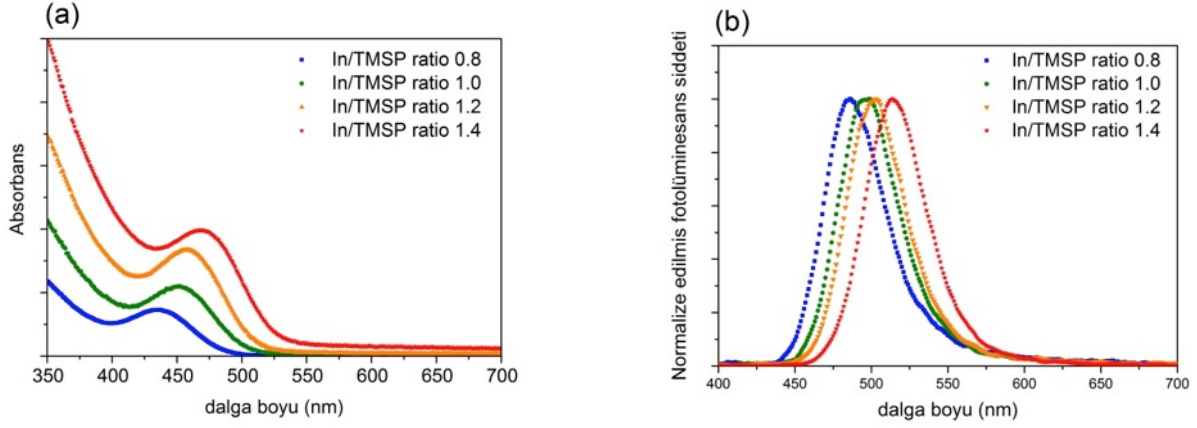 (a)
In/TMSP ratio 0.8
In/TMSP ratio 1.0
In/TMSP ratio 1.2
In/TMSP ratio 1.4
Absorbans
350 400 450 500 550 600 650 700
dalga boyu (nm)
(b)
In/TMSP ratio 0.8
In/TMSP ratio 1.0
In/TMSP ratio 1.2
In/TMSP ratio 1.4
Normalize edilmis fotolüminesans siddeti
400 450 500 550 600 650 700
dalga boyu (nm)